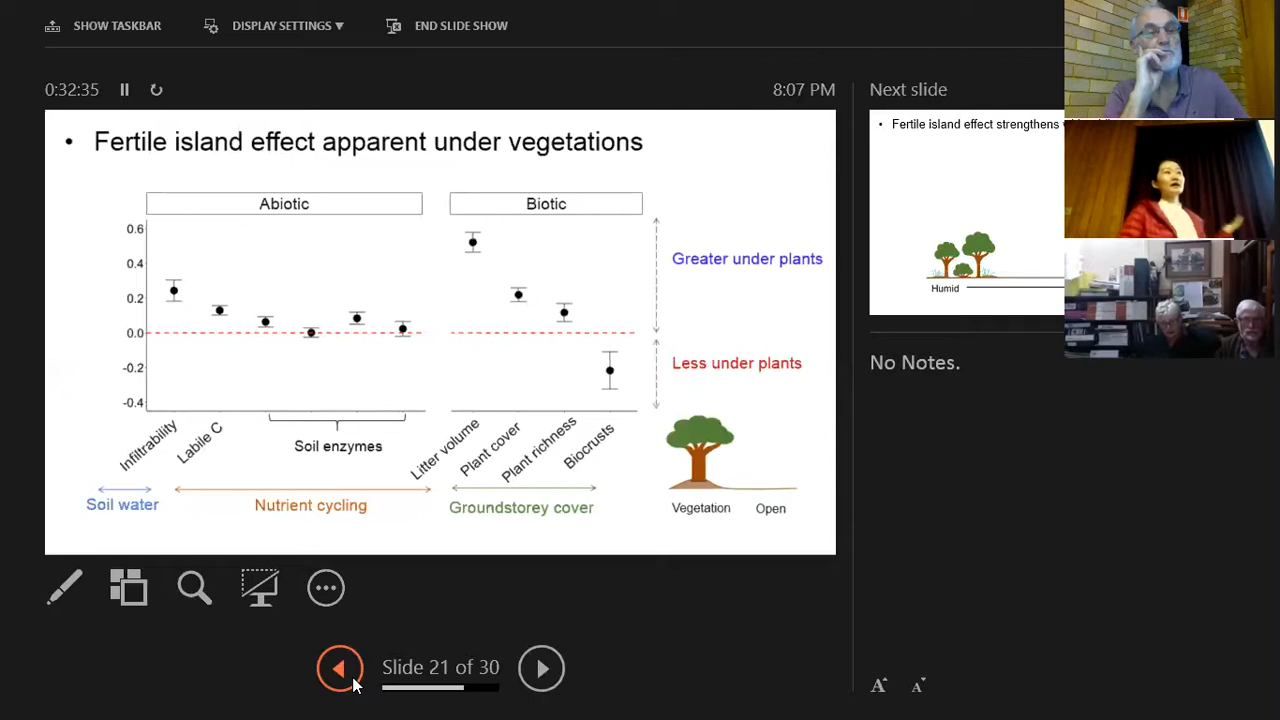 SHOW TASKBAR
DISPLAY SETTINGS ▼
END SLIDE SHOW
0:32:35
8:07 PM
Next slide
• Fertile island effect apparent under vegetations
• Fertile island effect strengthens
Abiotic
Biotic
0.6
0.4
0.2
0.0
-0.2
-0.4
Greater under plants
Less under plants
Infiltrability
Labile C
Soil enzymes
Litter volume
Plant cover
Plant richness
Biocrusts
Soil water
Nutrient cycling
Groundstorey cover
Vegetation
Open
Humid
No Notes.
Slide 21 of 30
A
A